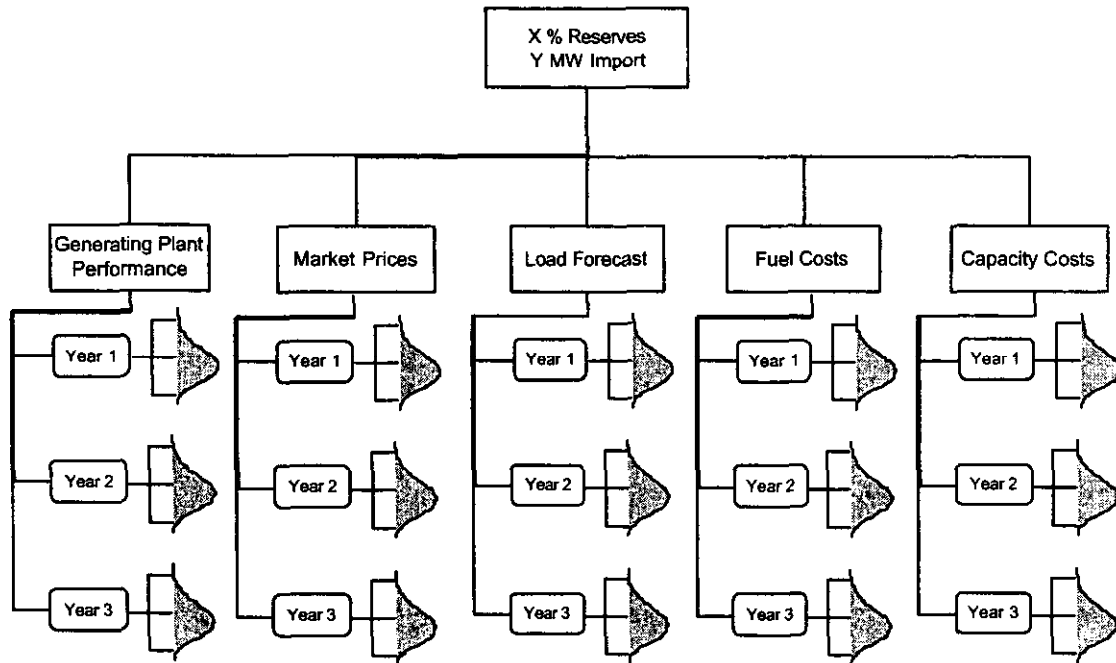 X % Reserves
Y MW Import
Generating Plant
Performance
Market Prices
Load Forecast
Fuel Costs
Capacity Costs
Year 1
Year 1
Year 1
Year 1
Year 1
Year 2
Year 2
Year 2
Year 2
Year 2
Year 3
Year 3
Year 3
Year 3
Year 3